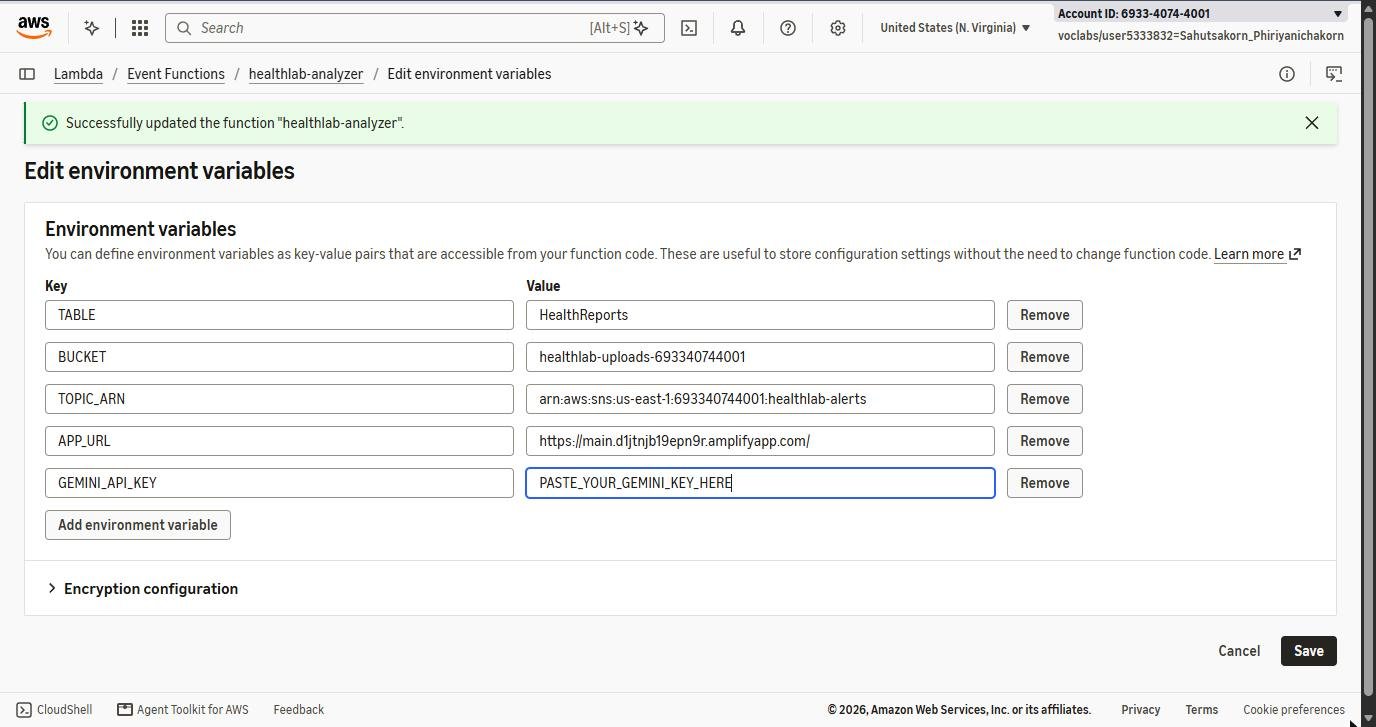 aws
Search [Alt+S]
United States (N. Virginia)
Account ID: 6933-4074-4001
voclabs/user5333832=Sahutsakorn_Phiriyanichakorn
Lambda / Event Functions / healthlab-analyzer / Edit environment variables
Successfully updated the function "healthlab-analyzer".
Edit environment variables
Environment variables
You can define environment variables as key-value pairs that are accessible from your function code. These are useful to store configuration settings without the need to change function code. Learn more
Key Value
TABLE HealthReports Remove
BUCKET healthlab-uploads-693340744001 Remove
TOPIC_ARN arn:aws:sns:us-east-1:693340744001:healthlab-alerts Remove
APP_URL https://main.d1jtnjb19epn9r.amplifyapp.com/ Remove
GEMINI_API_KEY PASTE_YOUR_GEMINI_KEY_HERE Remove
Add environment variable
Encryption configuration
Cancel Save
CloudShell Agent Toolkit for AWS Feedback © 2026, Amazon Web Services, Inc. or its affiliates. Privacy Terms Cookie preferences